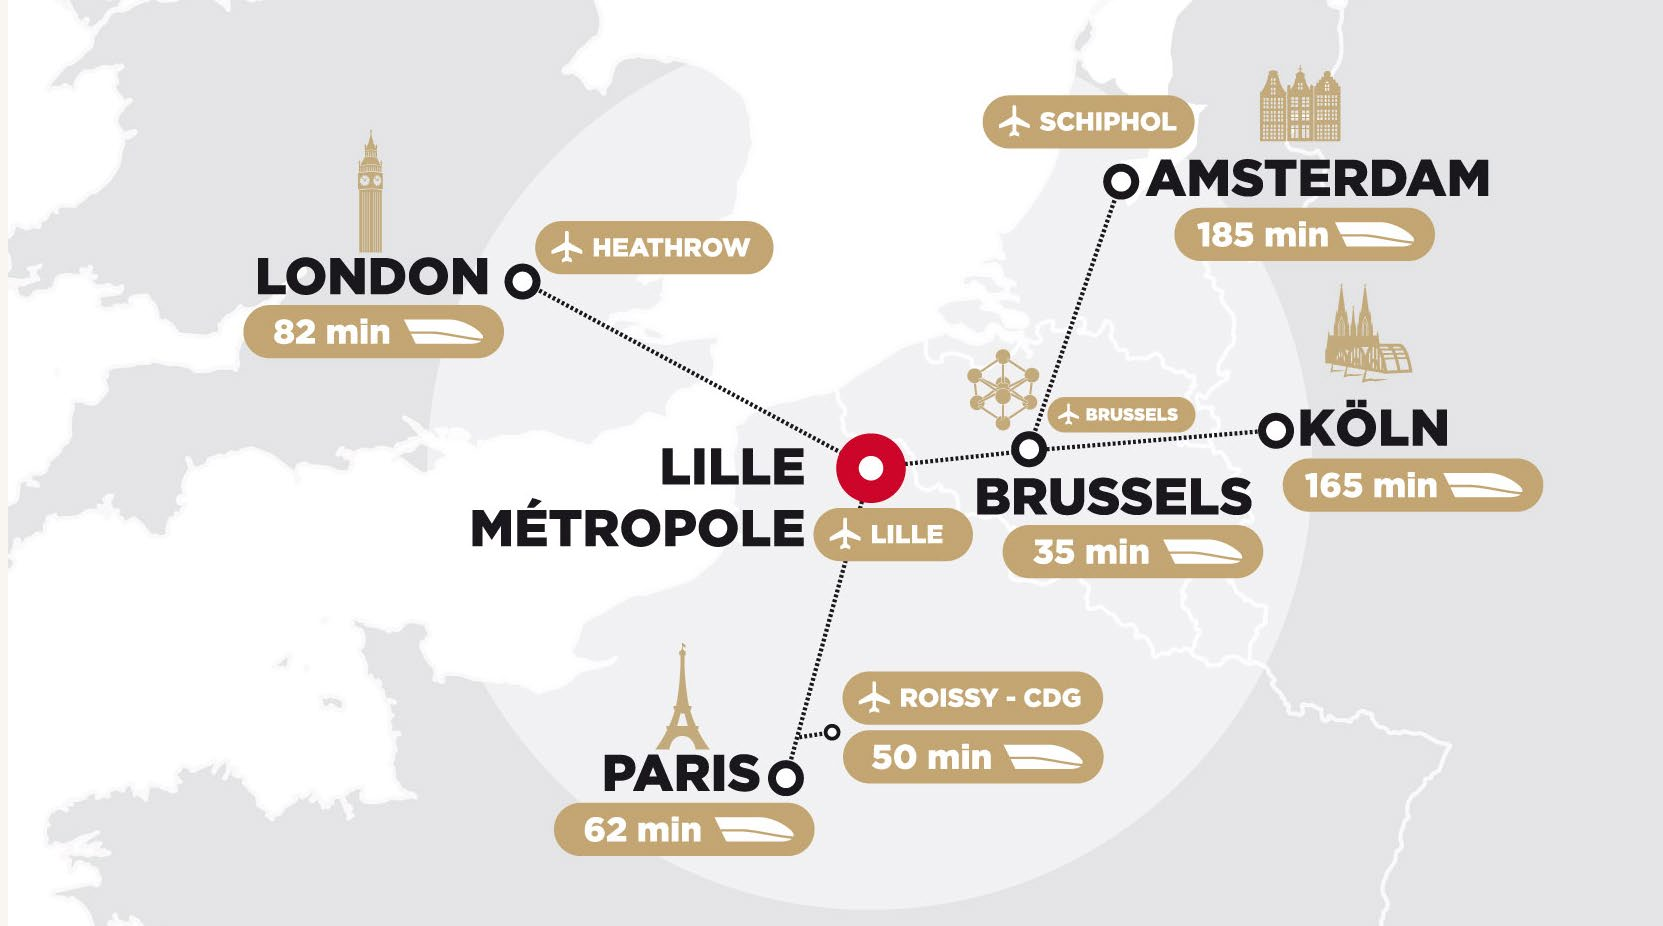 SCHIPHOL
AMSTERDAM
185 min
HEATHROW
LONDON
82 min
BRUSSELS
KÖLN
165 min
LILLE
MÉTROPOLE
LILLE
BRUSSELS
35 min
ROISSY - CDG
50 min
PARIS
62 min